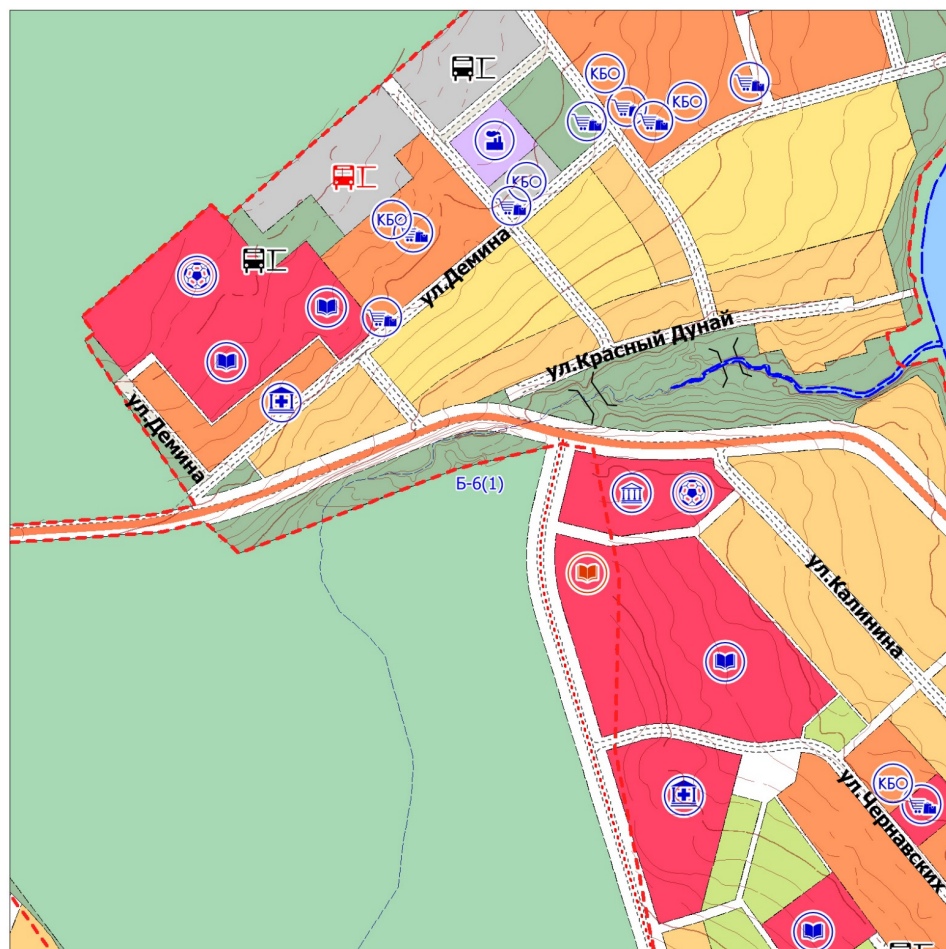 КБО
КБО
КБО
КБО
ул.Демина
ул.Красный Дунай
ул.Демина
Б-6(1)
ул.Калинина
КБО
ул.Чернавских